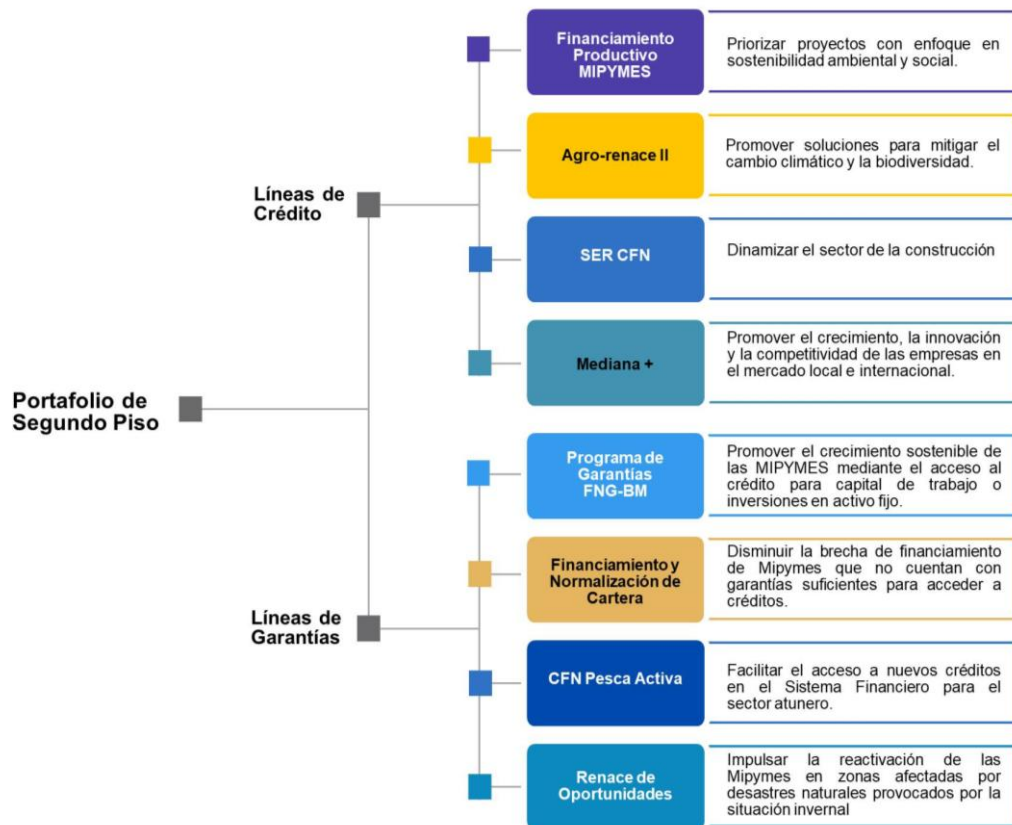 Portafolio de
Segundo Piso
Líneas de
Crédito
Financiamiento
Productivo
MIPYMES
Priorizar proyectos con enfoque en
sostenibilidad ambiental y social.
Agro-renace II
Promover soluciones para mitigar el
cambio climático y la biodiversidad.
SER CFN
Dinamizar el sector de la construcción
Mediana +
Promover el crecimiento, la innovación
y la competitividad de las empresas en
el mercado local e internacional.
Líneas de
Garantías
Programa de
Garantías
FNG-BM
Promover el crecimiento sostenible de
las MIPYMES mediante el acceso al
crédito para capital de trabajo o
inversiones en activo fijo.
Financiamiento y
Normalización de
Cartera
Disminuir la brecha de financiamiento
de Mipymes que no cuentan con
garantías suficientes para acceder a
créditos.
CFN Pesca Activa
Facilitar el acceso a nuevos créditos
en el Sistema Financiero para el
sector atunero.
Renace de
Oportunidades
Impulsar la reactivación de las
Mipymes en zonas afectadas por
desastres naturales provocados por la
situación invernal